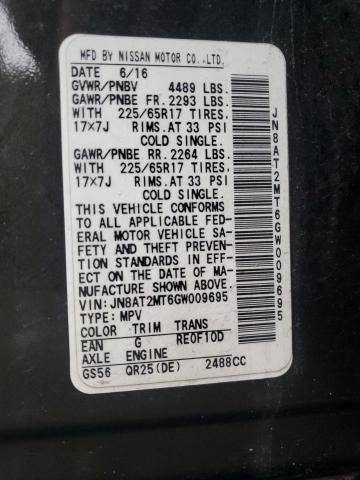 MFD BY NISSAN MOTOR CO.,LTD.
DATE 6/16
GVWR/PNBV 4489 LBS.
GAWR/PNBE FR. 2293 LBS.
WITH 225/65R17 TIRES,
17x7J RIMS.AT 33 PSI
COLD SINGLE.
GAWR/PNBE RR. 2264 LBS.
WITH 225/65R17 TIRES,
17x7J RIMS.AT 33 PSI
COLD SINGLE.
THIS VEHICLE CONFORMS
TO ALL APPLICABLE FED-
ERAL MOTOR VEHICLE SA-
FETY AND THEFT PREVENTION
STANDARDS IN EFFECT
ON THE DATE OF MA-
NUFACTURE SHOWN ABOVE.
VIN:JN8AT2MT6GW009695
TYPE: MPV
COLOR TRIM TRANS
EAN G RE0F10D
AXLE ENGINE
GS56 QR25(DE) 2488CC
JN8AT2MT6GW009695